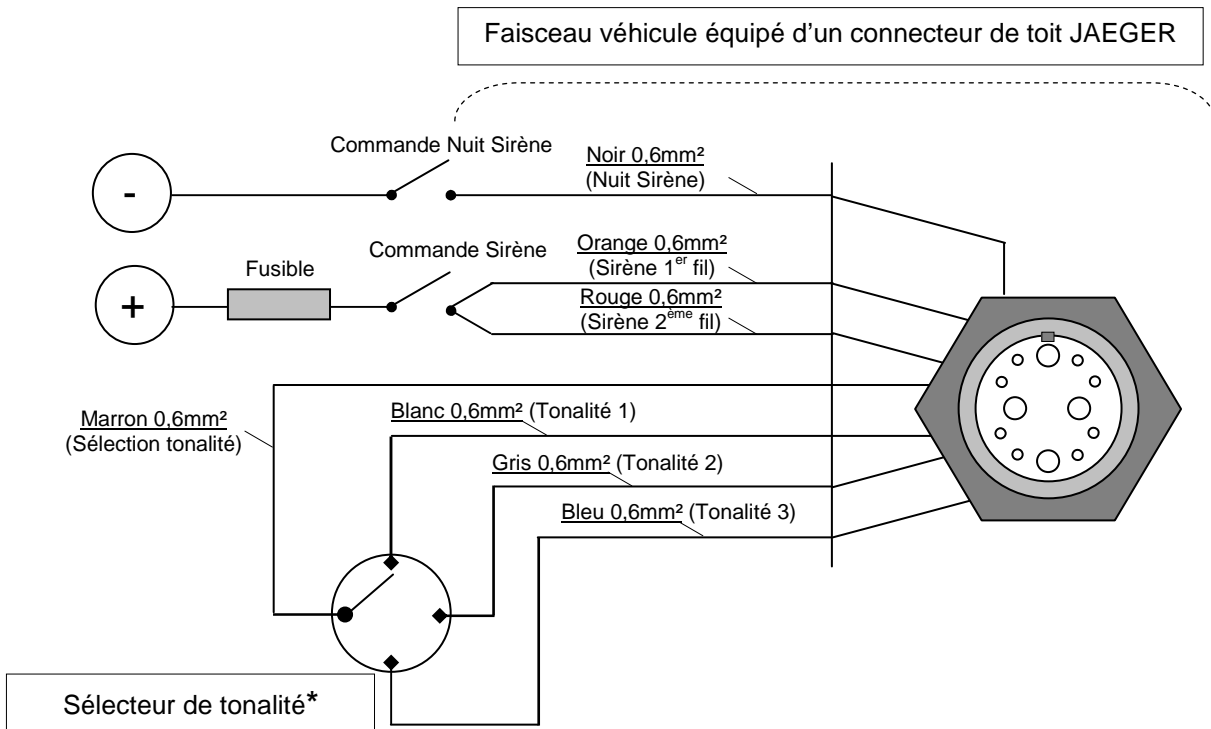 Faisceau véhicule équipé d'un connecteur de toit JAEGER
Commande Nuit Sirène
Noir 0,6mm²
(Nuit Sirène)
-
Commande Sirène
Orange 0,6mm²
(Sirène 1er fil)
Fusible
+
Rouge 0,6mm²
(Sirène 2ème fil)
Marron 0,6mm²
(Sélection tonalité)
Blanc 0,6mm² (Tonalité 1)
Gris 0,6mm² (Tonalité 2)
Bleu 0,6mm² (Tonalité 3)
Sélecteur de tonalité*